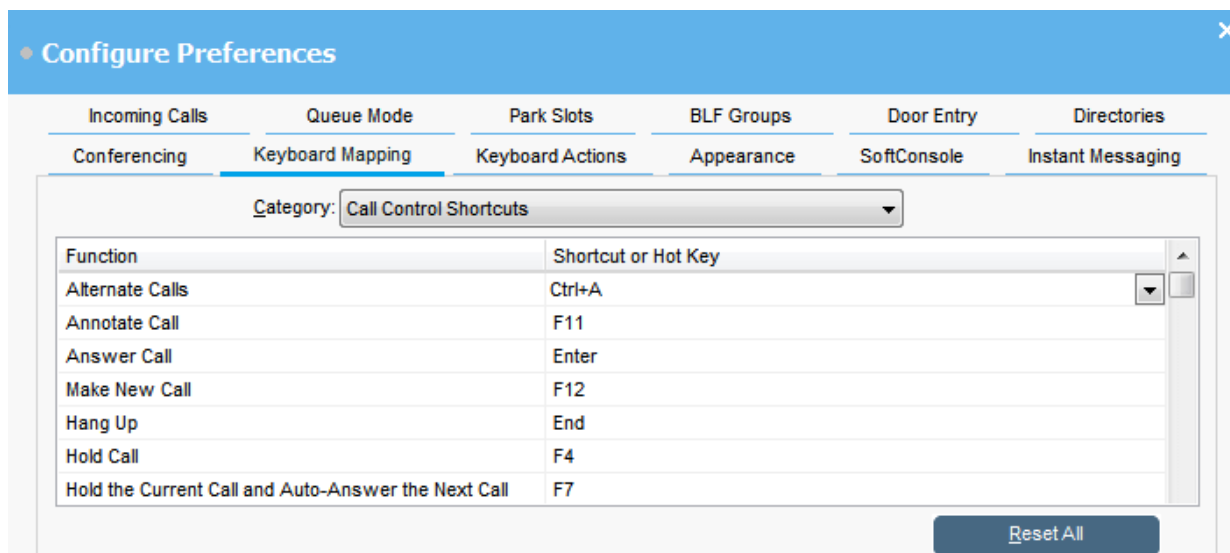 Configure Preferences
Incoming Calls Queue Mode Park Slots BLF Groups Door Entry Directories
Conferencing Keyboard Mapping Keyboard Actions Appearance SoftConsole Instant Messaging
Category: Call Control Shortcuts
Function Shortcut or Hot Key
Alternate Calls Ctrl+A
Annotate Call F11
Answer Call Enter
Make New Call F12
Hang Up End
Hold Call F4
Hold the Current Call and Auto-Answer the Next Call F7
Reset All